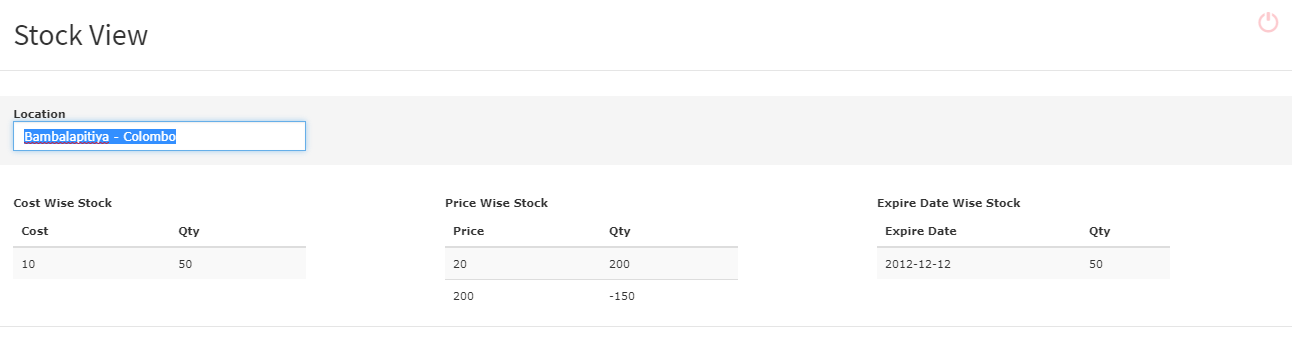 Stock View
Location
Bambalapitiya - Colombo
Cost Wise Stock
Cost Qty
10 50
Price Wise Stock
Price Qty
20 200
200 -150
Expire Date Wise Stock
Expire Date Qty
2012-12-12 50